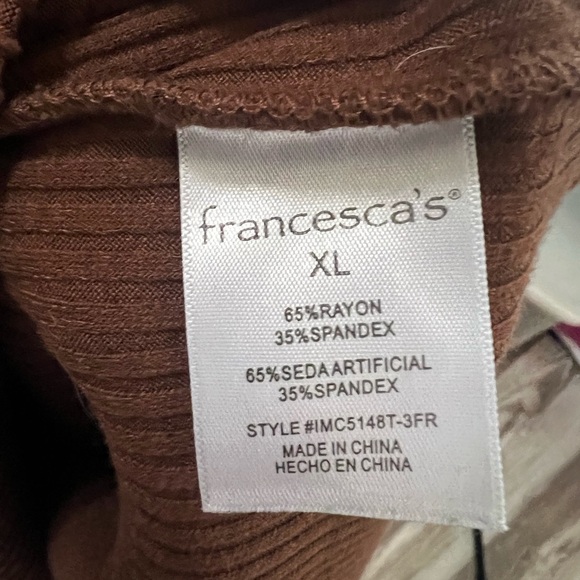 francesca's®
XL
65%RAYON
35%SPANDEX
65%SEDA ARTIFICIAL
35%SPANDEX
STYLE #IMC5148T-3FR
MADE IN CHINA
HECHO EN CHINA